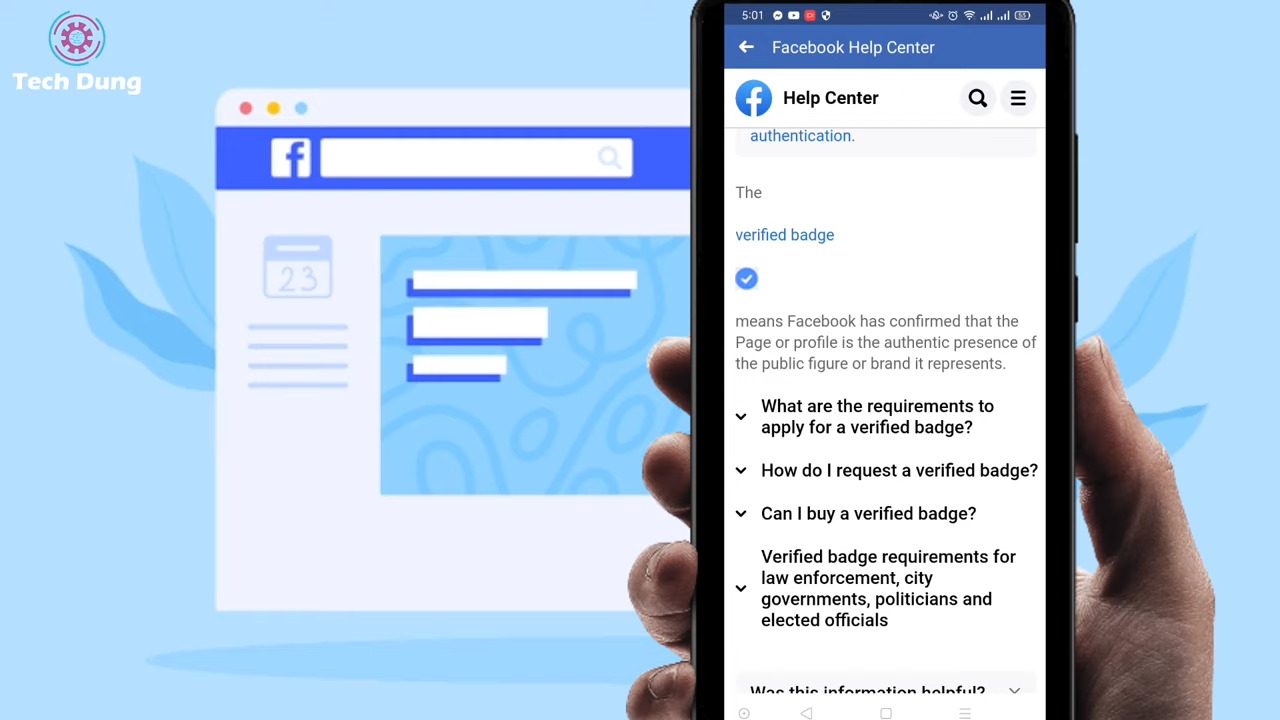 Tech Dung
23
5:01
63
Facebook Help Center
Help Center
authentication.
The
verified badge
means Facebook has confirmed that the
Page or profile is the authentic presence of
the public figure or brand it represents.
What are the requirements to
apply for a verified badge?
How do I request a verified badge?
Can I buy a verified badge?
Verified badge requirements for
law enforcement, city
governments, politicians and
elected officials
Was this information helpful?